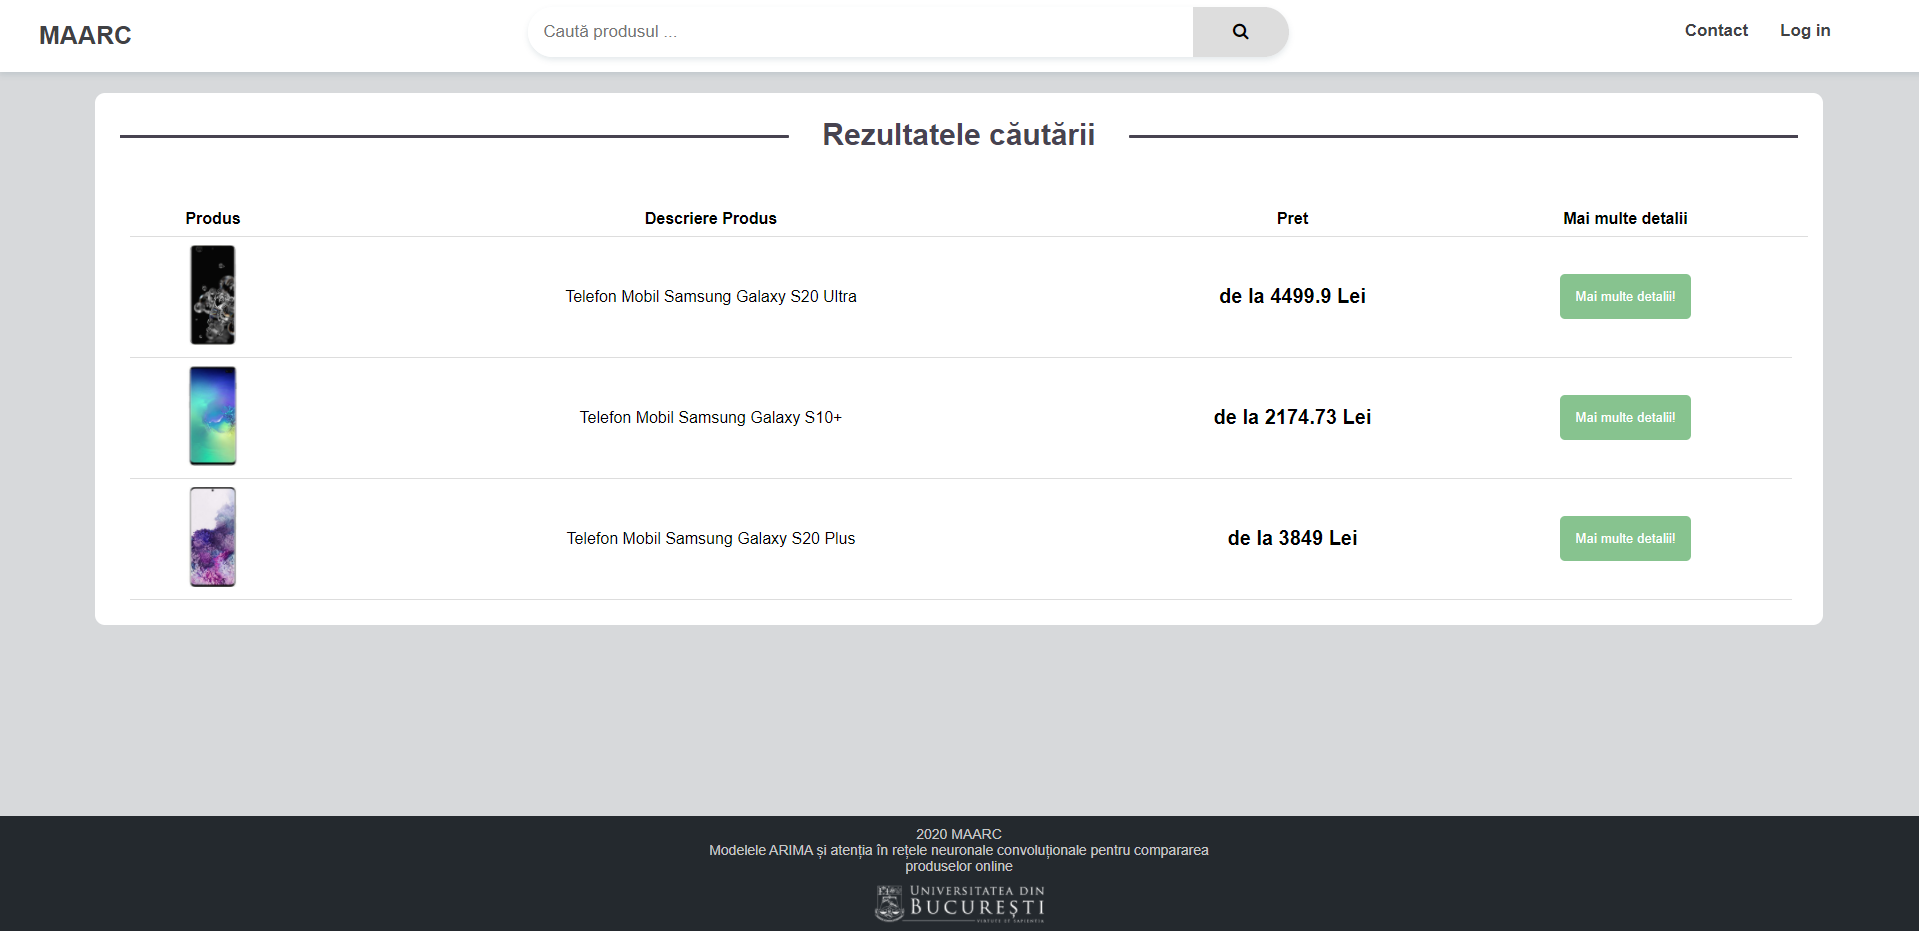 MAARC
Caută produsul ...
Contact
Log in
Rezultatele căutării
Produs
Descriere Produs
Pret
Mai multe detalii
Telefon Mobil Samsung Galaxy S20 Ultra
de la 4499.9 Lei
Mai multe detalii!
Telefon Mobil Samsung Galaxy S10+
de la 2174.73 Lei
Mai multe detalii!
Telefon Mobil Samsung Galaxy S20 Plus
de la 3849 Lei
Mai multe detalii!
2020 MAARC
Modelele ARIMA și atenția în rețele neuronale convoluționale pentru compararea
produselor online
UNIVERSITATEA DIN
BUCUREȘTI
VIRTUTE ET SAPIENTIA